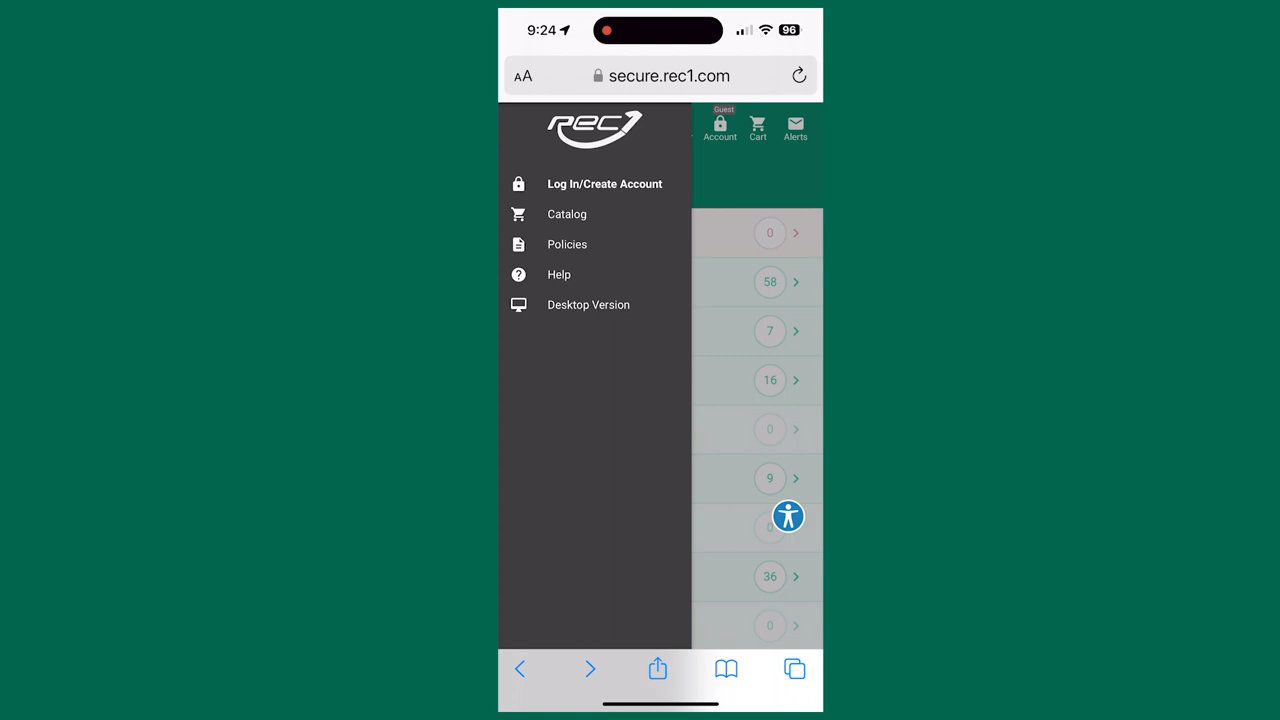 9:24
96
AA
secure.rec1.com
rec1
Guest
Account
Cart
Alerts
Log In/Create Account
Catalog
Policies
Help
Desktop Version
0
58
7
16
0
9
0
36
0